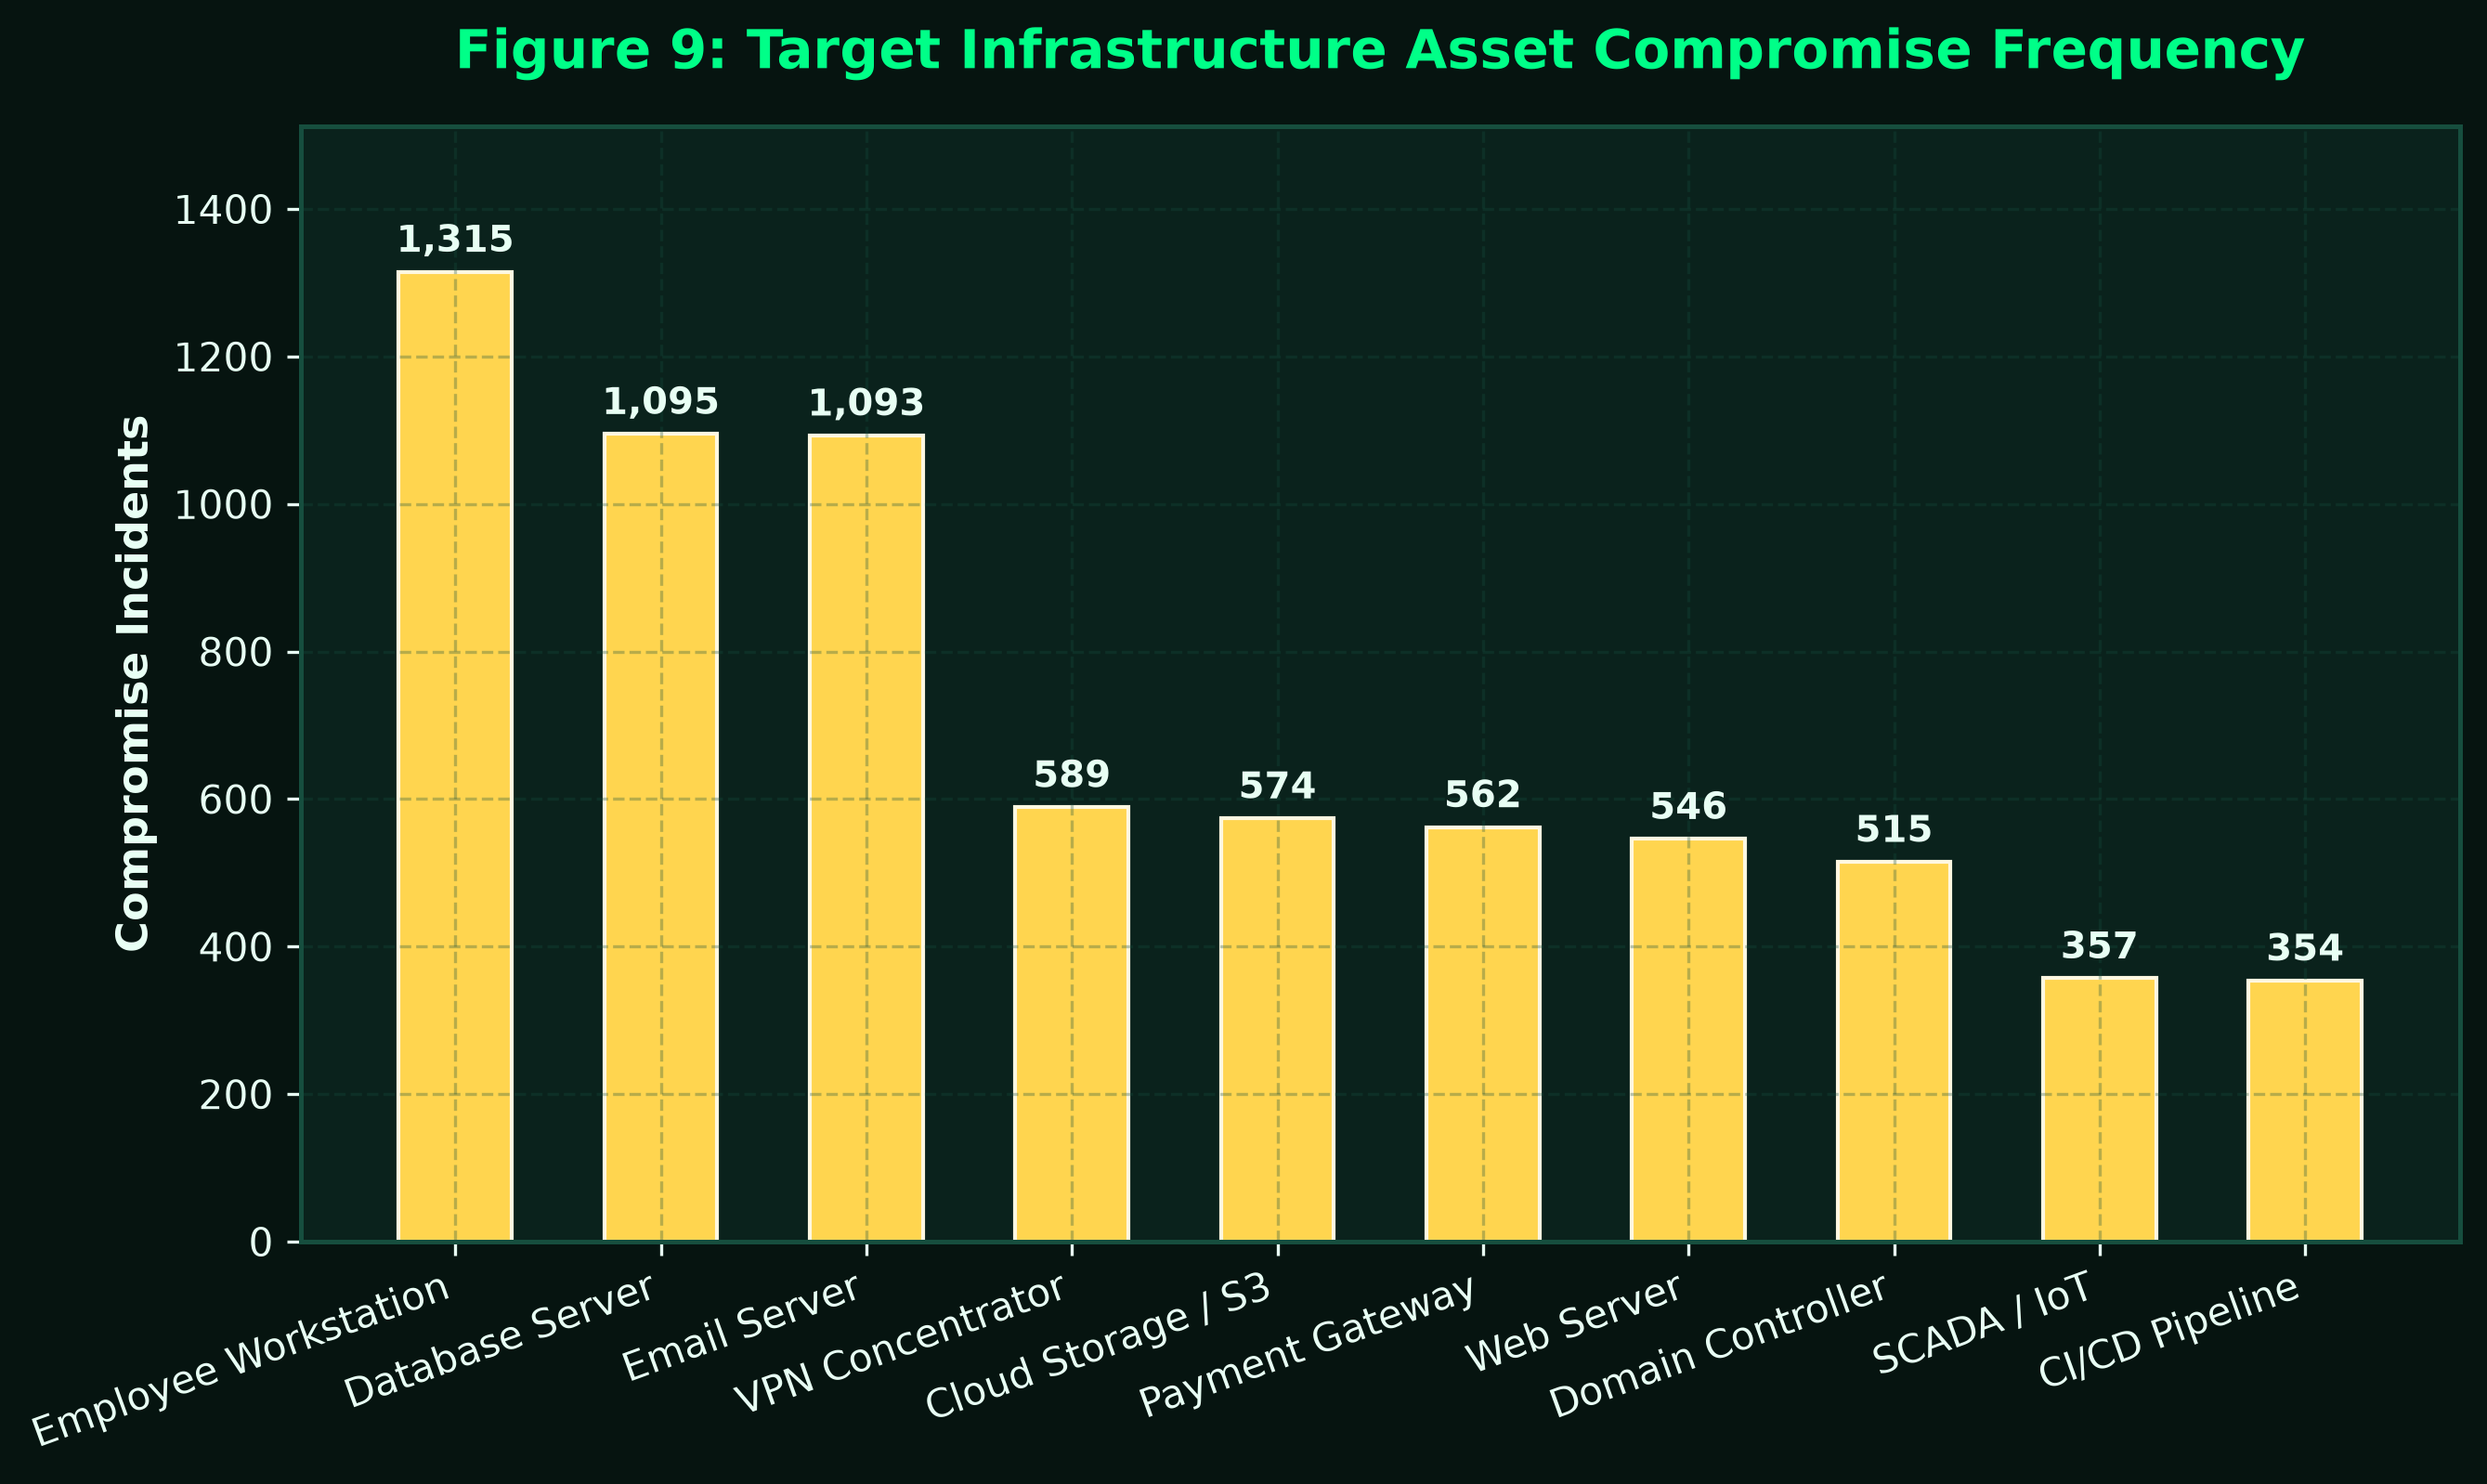 Figure 9: Target Infrastructure Asset Compromise Frequency
Compromise Incidents
1400
1200
1000
800
600
400
200
0
1,315
1,095
1,093
589
574
562
546
515
357
354
Employee Workstation
Database Server
Email Server
VPN Concentrator
Cloud Storage / S3
Payment Gateway
Web Server
Domain Controller
SCADA / IoT
CI/CD Pipeline